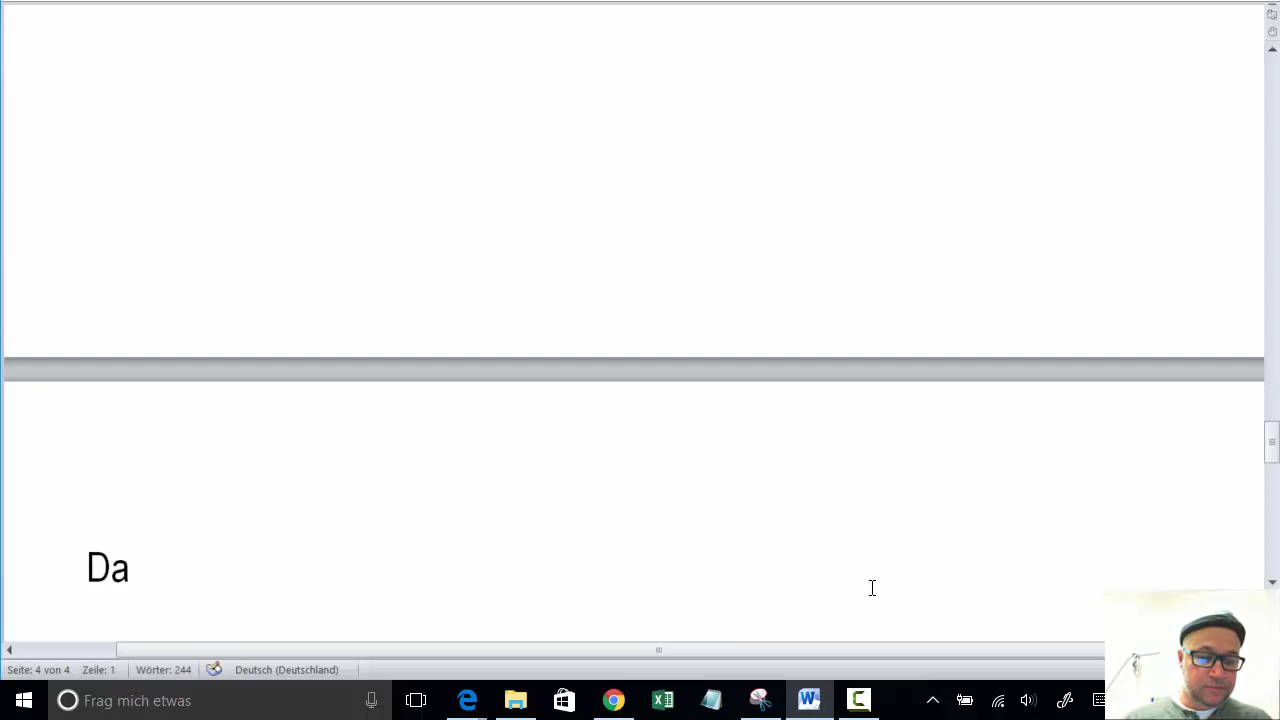 Da
Seite: 4 von 4 Zeile: 1 Wörter: 244 Deutsch (Deutschland)
Frag mich etwas